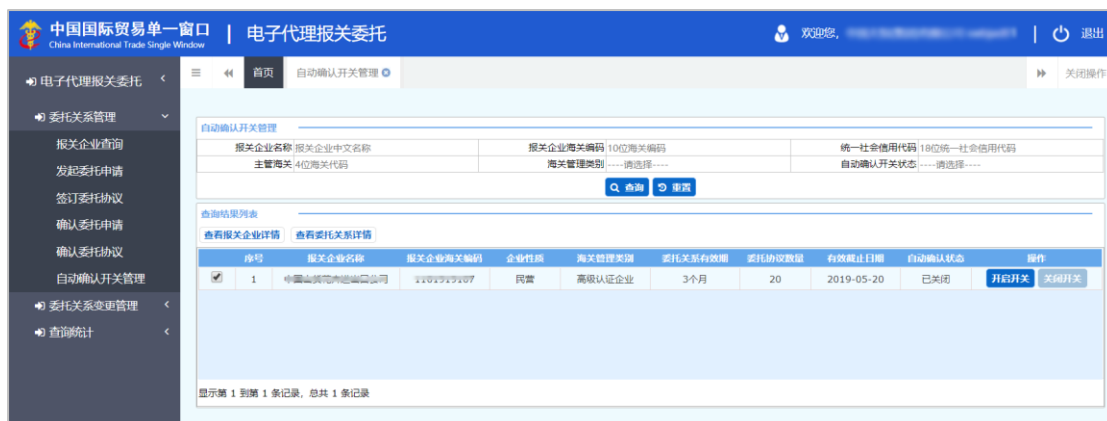 中国国际贸易单一窗口 | 电子代理报关委托
China International Trade Single Window
欢迎您,
退出
电子代理报关委托
首页 自动确认开关管理
关闭操作
委托关系管理
报关企业查询
发起委托申请
签订委托协议
确认委托申请
确认委托协议
自动确认开关管理
委托关系变更管理
查询统计
自动确认开关管理
报关企业名称 报关企业中文名称 报关企业海关编码 10位海关编码 统一社会信用代码 18位统一社会信用代码
主管海关 4位海关代码 海关管理类别 ----请选择---- 自动确认开关状态 ----请选择----
查询 重置
查询结果列表
查看报关企业详情 查看委托关系详情
序号 报关企业名称 报关企业海关编码 企业性质 海关管理类别 委托关系有效期 委托协议数量 有效截止日期 自动确认状态 操作
1 民营 高级认证企业 3个月 20 2019-05-20 已关闭 开启开关 关闭开关
显示第 1 到第 1 条记录,总共 1 条记录